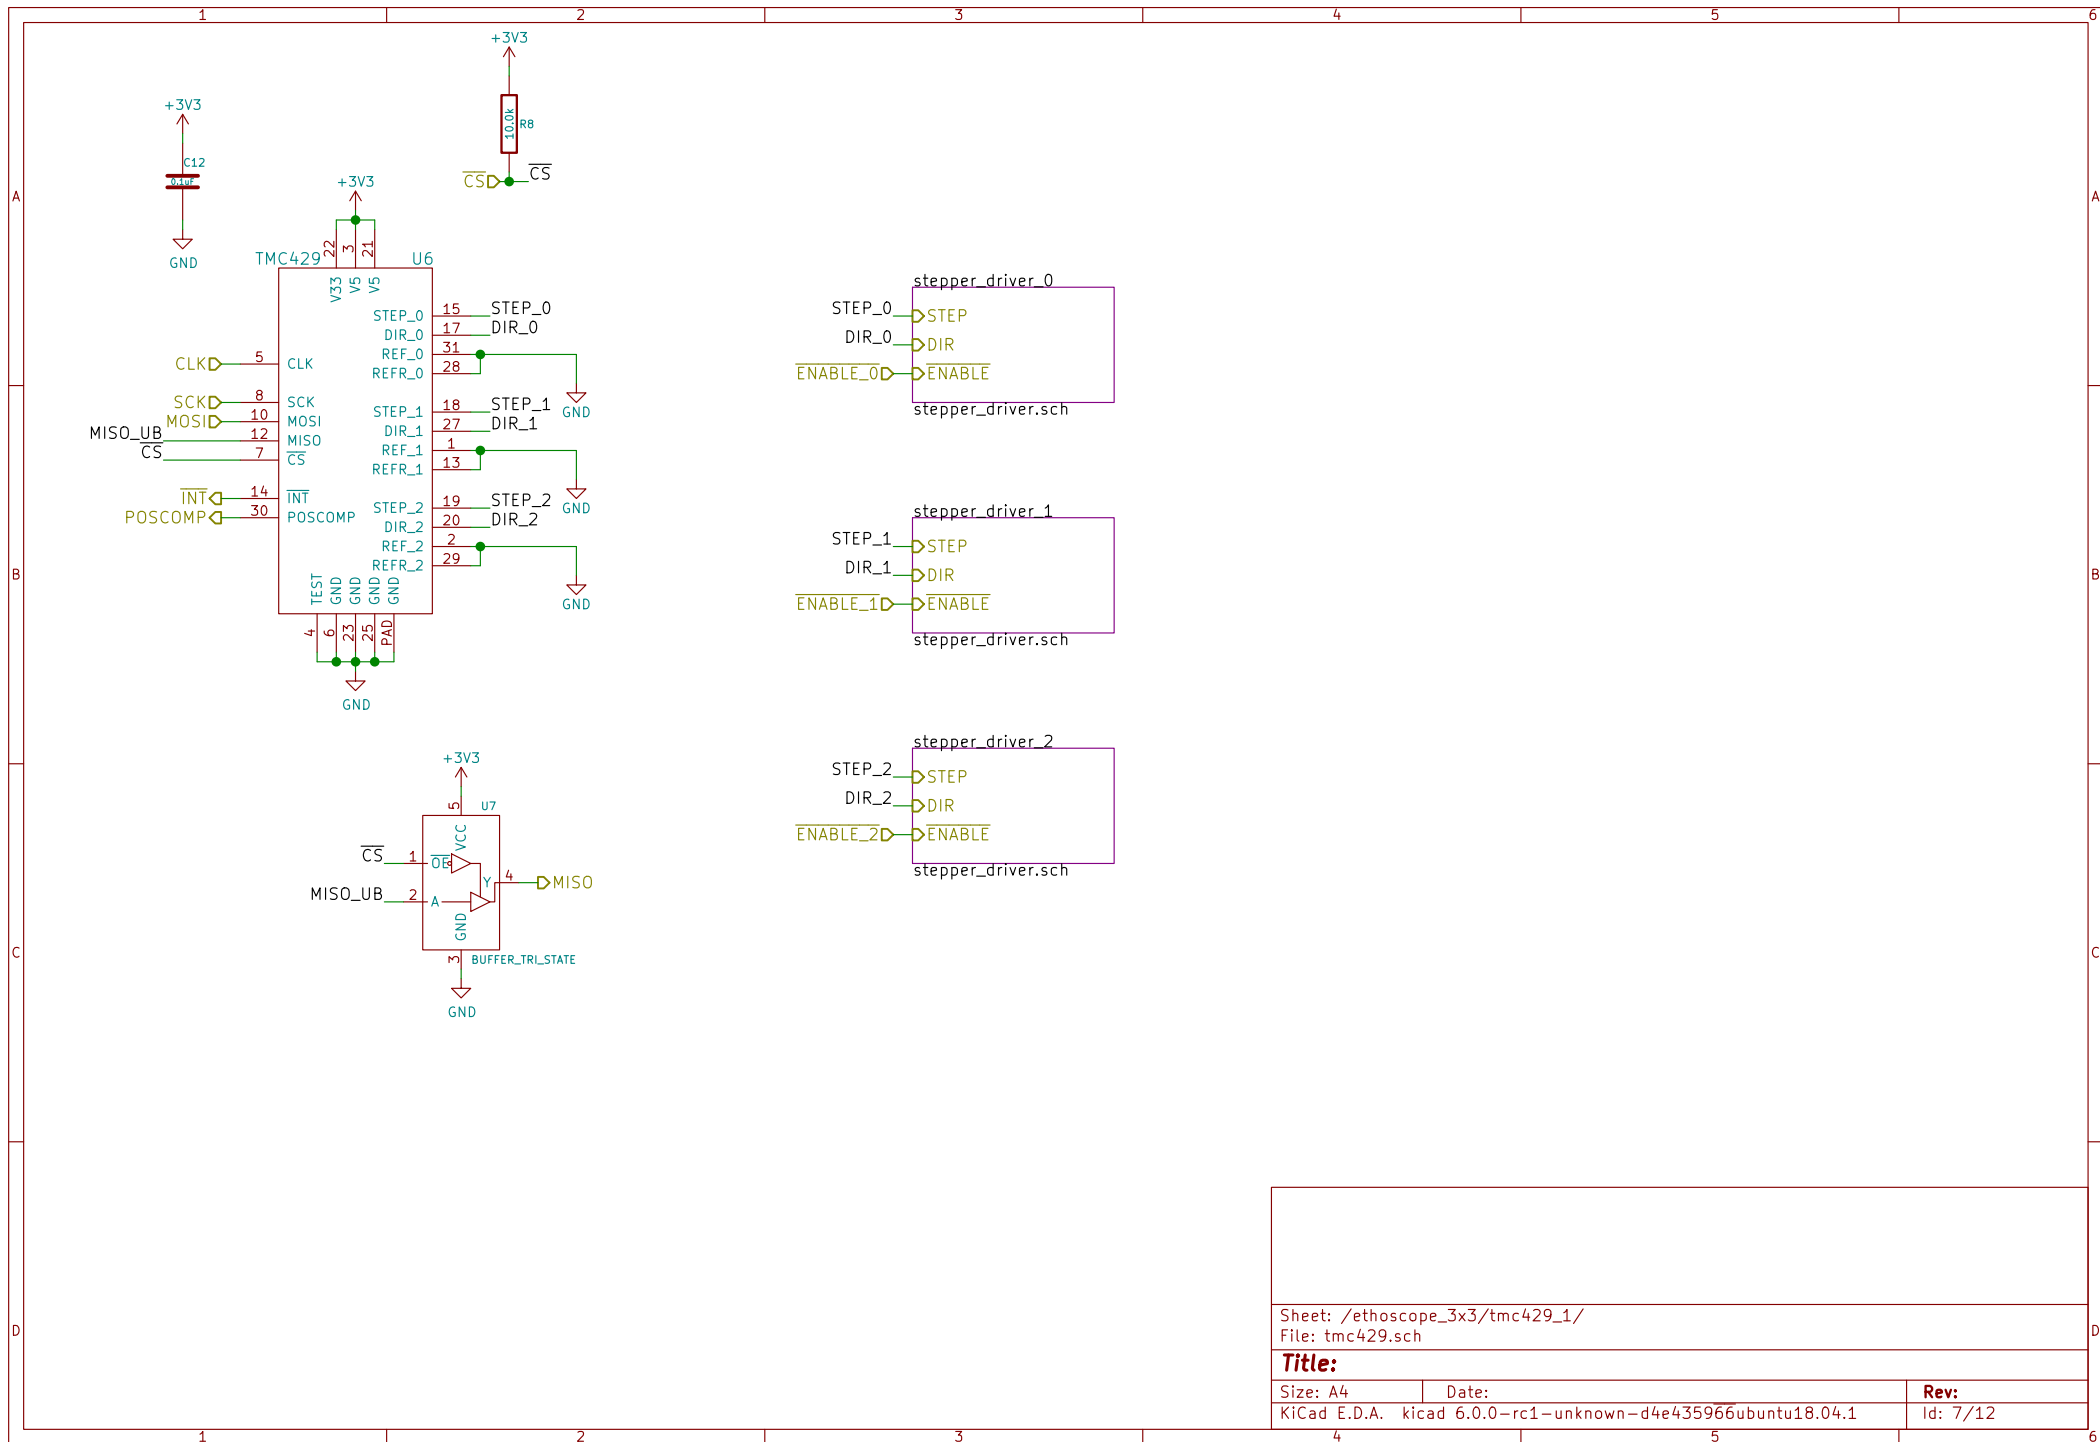 1 2 3 4 5 6
+3V3
10.0k R8
CS CS
+3V3
C12
0.1uF
GND
A A
+3V3
22 3 21
TMC429 U6
V33 V5 V5
STEP_0 15 STEP_0
DIR_0 17 DIR_0
REF_0 31
REFR_0 28
GND
CLK 5 CLK
SCK 8 SCK
MOSI 10 MOSI
MISO_UB 12 MISO
CS 7 CS
STEP_1 18 STEP_1
DIR_1 27 DIR_1
REF_1 1
REFR_1 13
GND
INT 14 INT
POSCOMP 30 POSCOMP
STEP_2 19 STEP_2
DIR_2 20 DIR_2
REF_2 2
REFR_2 29
GND
TEST GND GND GND GND
4 6 23 25 PAD
GND
stepper_driver_0
STEP_0 STEP
DIR_0 DIR
ENABLE_0 ENABLE
stepper_driver.sch
stepper_driver_1
STEP_1 STEP
DIR_1 DIR
ENABLE_1 ENABLE
stepper_driver.sch
B B
stepper_driver_2
STEP_2 STEP
DIR_2 DIR
ENABLE_2 ENABLE
stepper_driver.sch
+3V3
5 U7
VCC
CS 1 OE
Y 4 MISO
MISO_UB 2 A
GND
3 BUFFER_TRI_STATE
GND
C C
D D
Sheet: /ethoscope_3x3/tmc429_1/
File: tmc429.sch
Title:
Size: A4 Date: Rev:
KiCad E.D.A. kicad 6.0.0-rc1-unknown-d4e435966ubuntu18.04.1 Id: 7/12
1 2 3 4 5 6